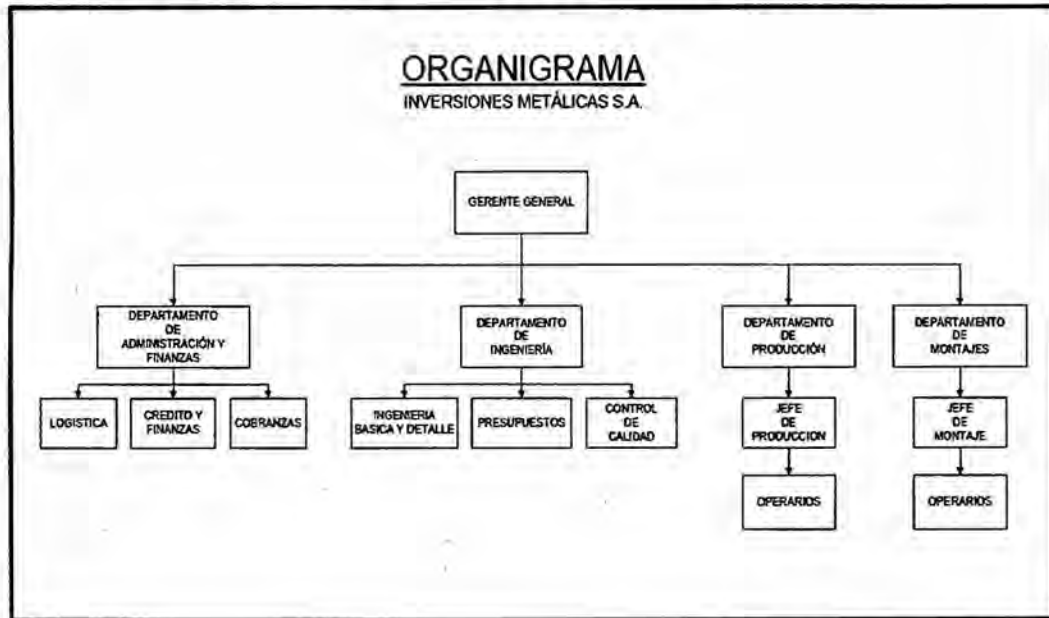 ORGANIGRAMA
INVERSIONES METÁLICAS S.A.
GERENTE GENERAL
DEPARTAMENTO
DE
ADMINISTRACIÓN Y
FINANZAS
DEPARTAMENTO
DE
INGENIERÍA
DEPARTAMENTO
DE
PRODUCCIÓN
DEPARTAMENTO
DE
MONTAJES
LOGISTICA
CREDITO Y
FINANZAS
COBRANZAS
INGENIERIA
BASICA Y DETALLE
PRESUPUESTOS
CONTROL
DE
CALIDAD
JEFE
DE
PRODUCCION
JEFE
DE
MONTAJE
OPERARIOS
OPERARIOS